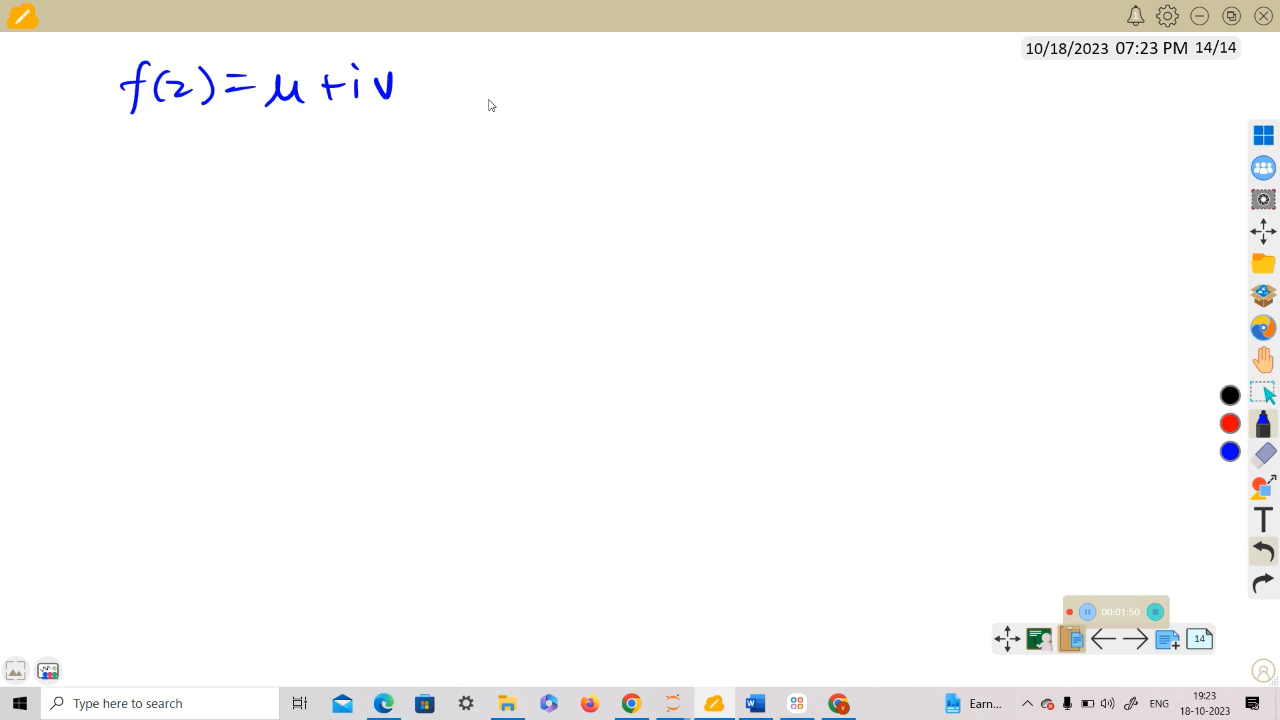 10/18/2023 07:23 PM 14/14
f(z) = u + i v
T
00:01:50
14
Type here to search
W
V
Earn...
ENG
19:23
18-10-2023